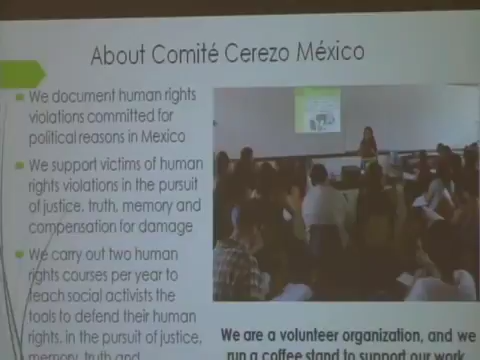 About Comité Cerezo México
We document human rights
violations committed for
political reasons in Mexico
We support victims of human
rights violations in the pursuit
of justice, truth, memory and
compensation for damage
We carry out two human
rights courses per year to
teach social activists the
tools to defend their human
rights, in the pursuit of justice,
memory, truth and
We are a volunteer organization, and we
run a coffee stand to support our work